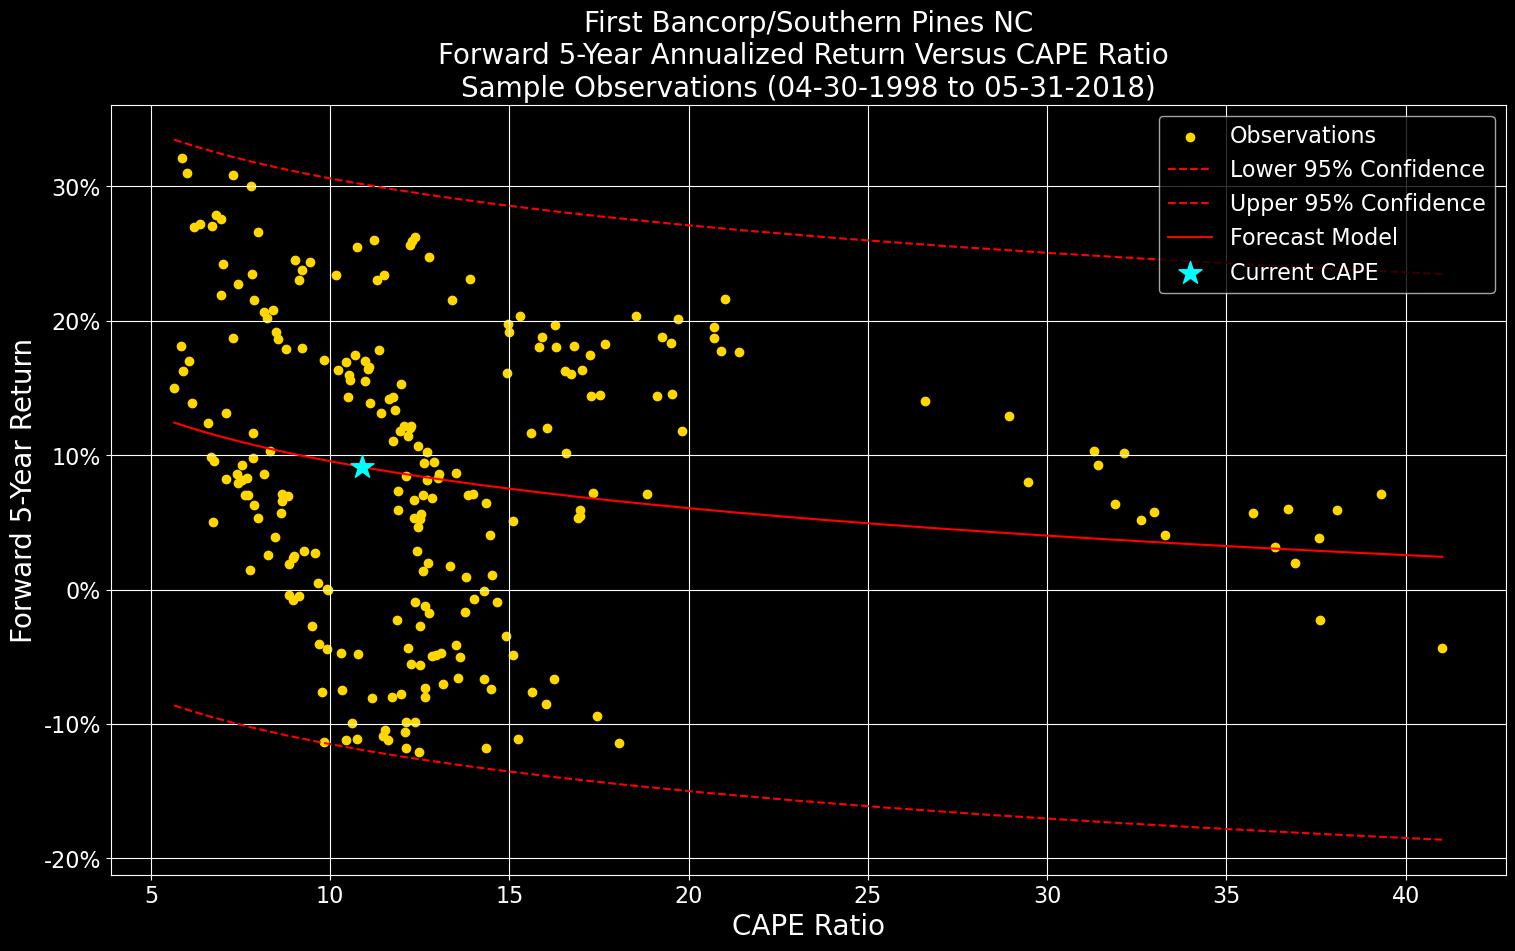 First Bancorp/Southern Pines NC
Forward 5-Year Annualized Return Versus CAPE Ratio
Sample Observations (04-30-1998 to 05-31-2018)
Observations
Lower 95% Confidence
Upper 95% Confidence
Forecast Model
Current CAPE
Forward 5-Year Return
30%
20%
10%
0%
-10%
-20%
5
10
15
20
25
30
35
40
CAPE Ratio